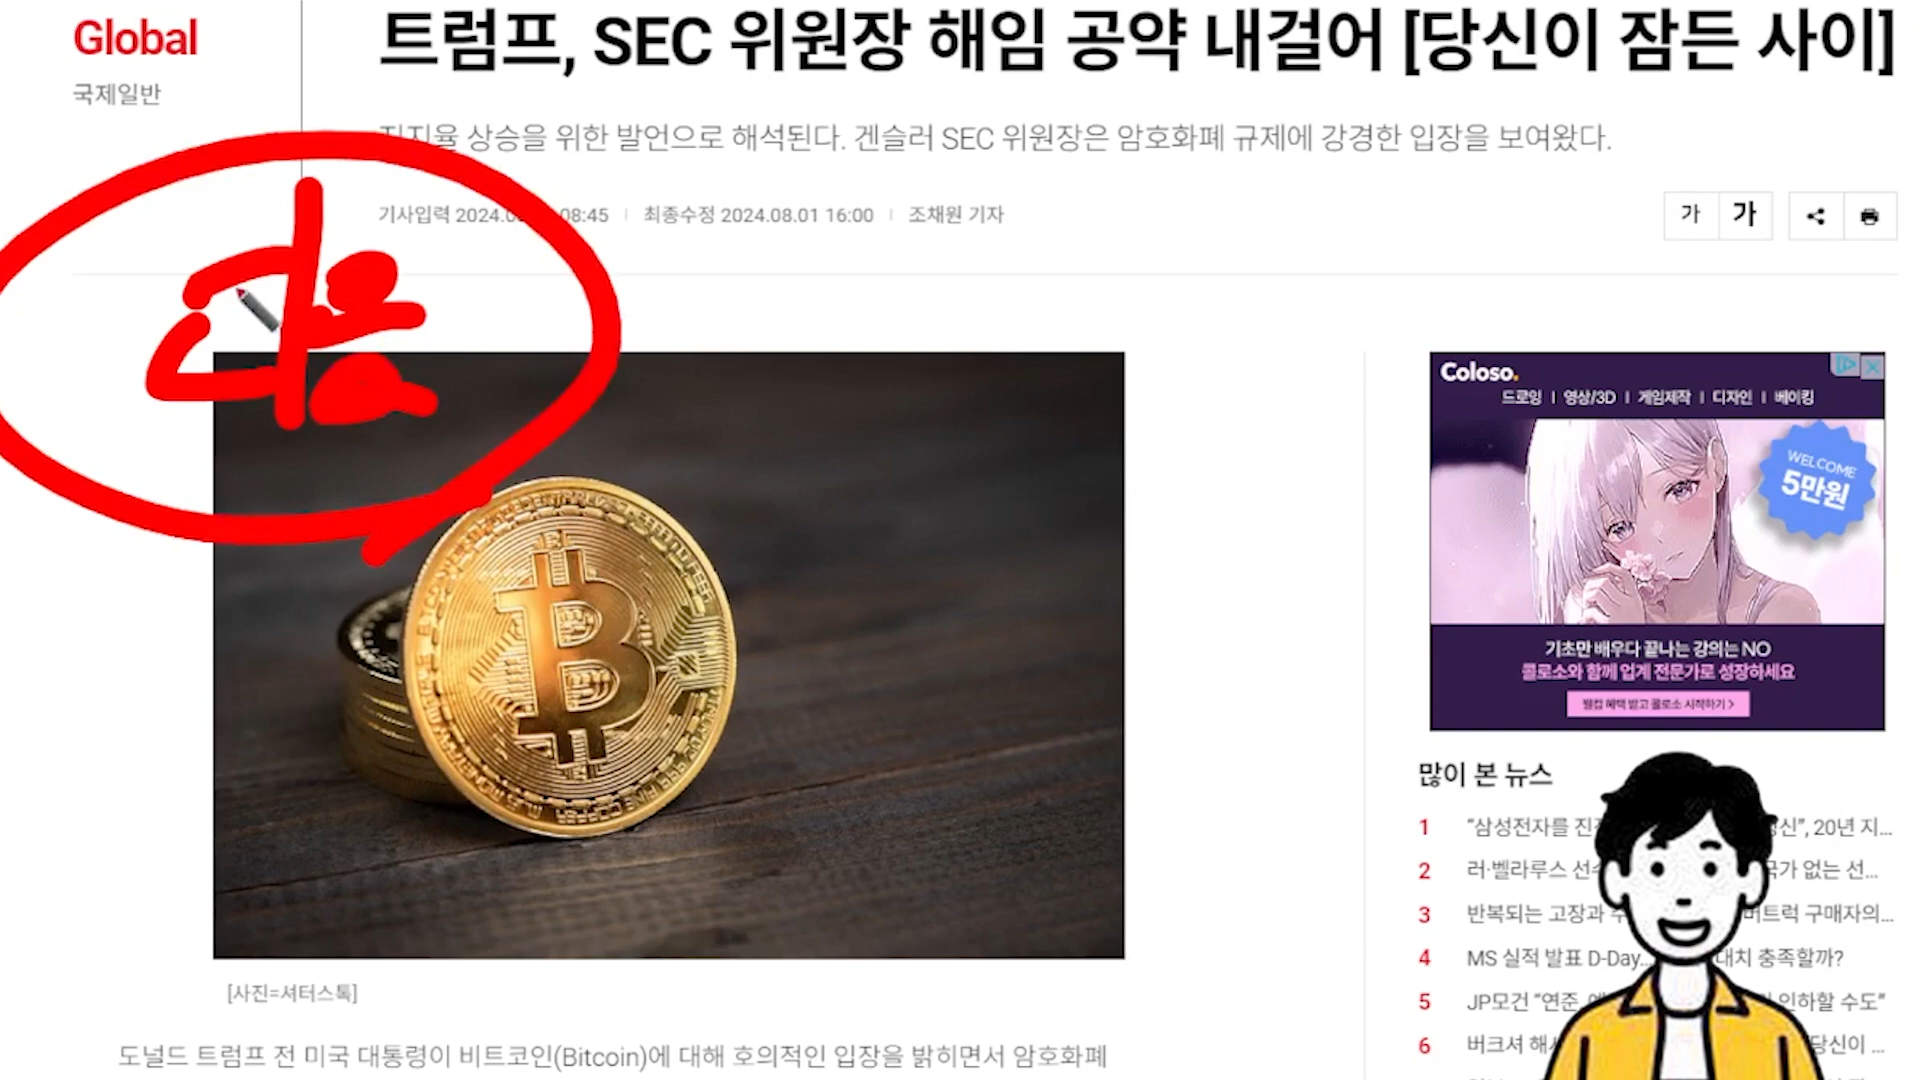 Global
국제일반
트럼프, SEC 위원장 해임 공약 내걸어 [당신이 잠든 사이]
지지율 상승을 위한 발언으로 해석된다. 겐슬러 SEC 위원장은 암호화폐 규제에 강경한 입장을 보여왔다.
기사입력 2024.0 08:45 최종수정 2024.08.01 16:00 조채원 기자
가 가
Coloso.
드로잉 | 영상/3D | 게임제작 | 디자인 | 베이킹
WELCOME
5만원
기초만 배우다 끝나는 강의는 NO
콜로소와 함께 업계 전문가로 성장하세요
웰컴 혜택 받고 콜로소 시작하기 >
많이 본 뉴스
1 “삼성전자를 진 신”, 20년 지...
2 러·벨라루스 선수 국가 없는 선...
3 반복되는 고장과 버트럭 구매자의...
4 MS 실적 발표 D-Day... 대치 충족할까?
5 JP모건 “연준, 인하할 수도”
6 버크셔 해 당신이 ...
[사진=셔터스톡]
도널드 트럼프 전 미국 대통령이 비트코인(Bitcoin)에 대해 호의적인 입장을 밝히면서 암호화폐